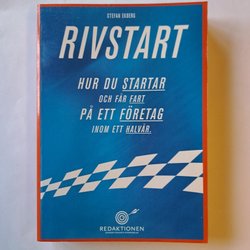 STEFAN EKBERG
RIVSTART
HUR DU STARTAR
OCH FÅR FART
PÅ ETT FÖRETAG
INOM ETT HALVÅR.
REDAKTIONEN